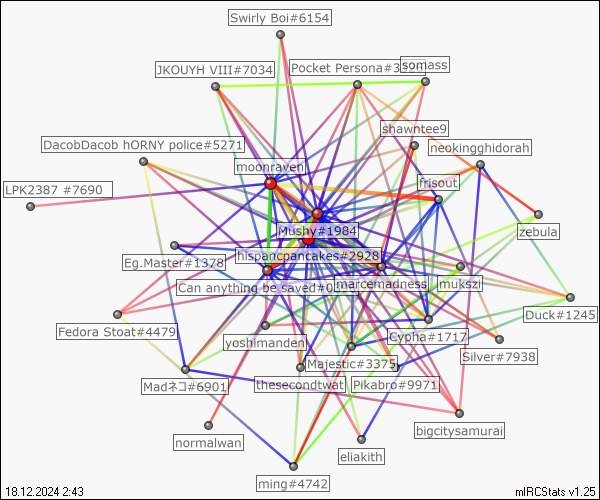 Swirly Boi#6154
JKOUYH VIII#7034
Pocket Persona#3
somass
shawntee9
DacobDacob hORNY police#5271
neokingghidorah
moonraven
LPK2387 #7690
frisout
Mushy#1984
zebula
hispancpancakes#2928
Eg.Master#1378
Can anything be saved#0
marcemadness
mukszi
Duck#1245
Fedora Stoat#4479
yoshimanden
Cypha#1717
Majestic#3375
Silver#7938
Madネコ#6901
thesecondtwat
Pikabro#9971
bigcitysamurai
normalwan
eliakith
ming#4742
18.12.2024 2:43
mIRCStats v1.25